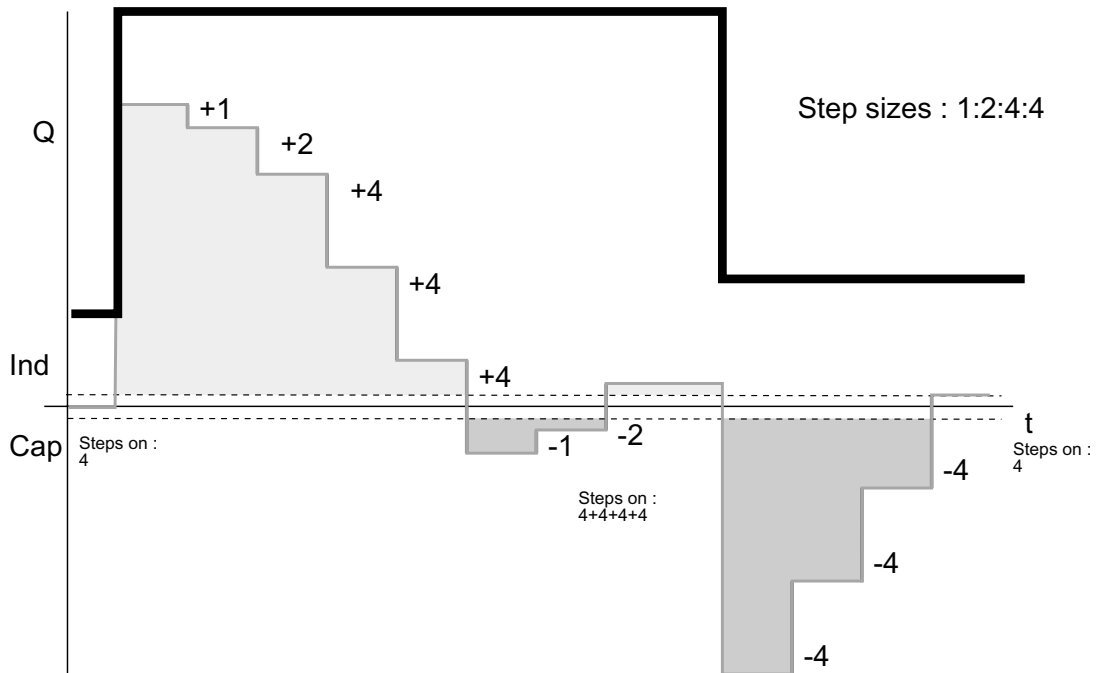 Q
+1
Step sizes : 1:2:4:4
+2
+4
+4
Ind
+4
Cap
Steps on :
4
-1
-2
t
Steps on :
4
-4
Steps on :
4+4+4+4
-4
-4